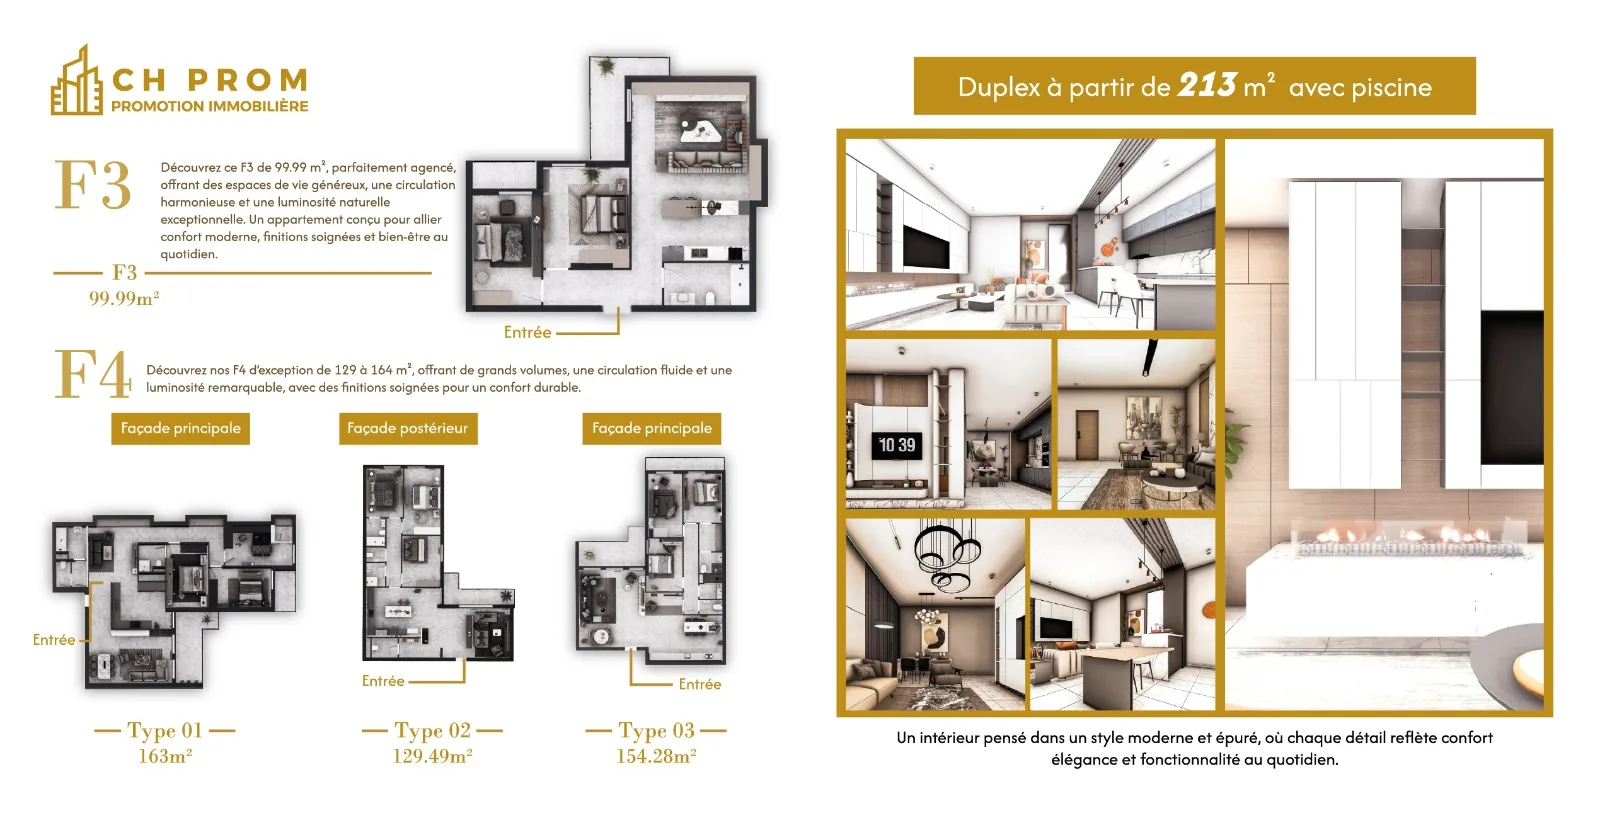 CH PROM
PROMOTION IMMOBILIÈRE
F3
Découvrez ce F3 de 99.99 m², parfaitement agencé,
offrant des espaces de vie généreux, une circulation
harmonieuse et une luminosité naturelle
exceptionnelle. Un appartement conçu pour allier
confort moderne, finitions soignées et bien-être au
quotidien.
F3
99.99m²
Entrée
F4
Découvrez nos F4 d'exception de 129 à 164 m², offrant de grands volumes, une circulation fluide et une
luminosité remarquable, avec des finitions soignées pour un confort durable.
Façade principale
Façade postérieur
Façade principale
Entrée
Entrée
Entrée
Type 01
163m²
Type 02
129.49m²
Type 03
154.28m²
Duplex à partir de 213 m² avec piscine
10 39
Un intérieur pensé dans un style moderne et épuré, où chaque détail reflète confort
élégance et fonctionnalité au quotidien.